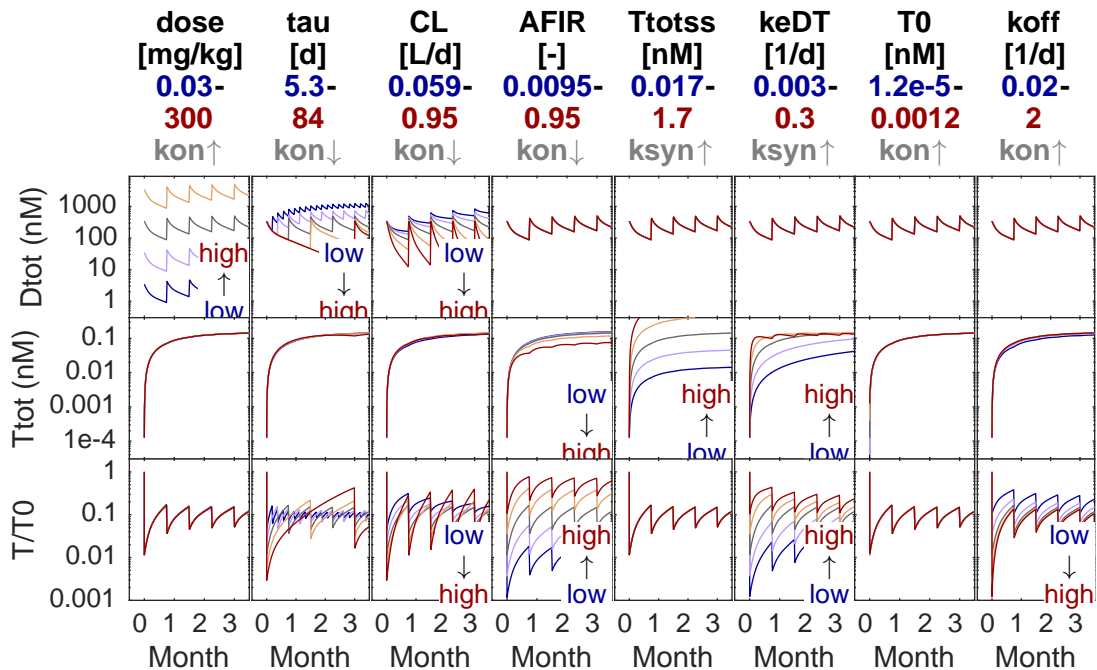 dose tau CL AFIR Ttotss keDT T0 koff
[mg/kg] [d] [L/d] [-] [nM] [1/d] [nM] [1/d]
0.03- 5.3- 0.059- 0.0095- 0.017- 0.003- 1.2e-5- 0.02-
300 84 0.95 0.95 1.7 0.3 0.0012 2
kon↑ kon↓ kon↓ kon↓ ksyn↑ ksyn↑ kon↑ kon↑
Dtot (nM)
1000
100
10
1
high
↑
low
low
↓
high
low
↓
high
Ttot (nM)
0.1
0.01
0.001
1e-4
low
↓
high
high
↑
low
high
↑
low
T/T0
1
0.1
0.01
0.001
low
↓
high
high
↑
low
high
↑
low
low
↓
high
0 1 2 3 0 1 2 3 0 1 2 3 0 1 2 3 0 1 2 3 0 1 2 3 0 1 2 3 0 1 2 3
Month Month Month Month Month Month Month Month